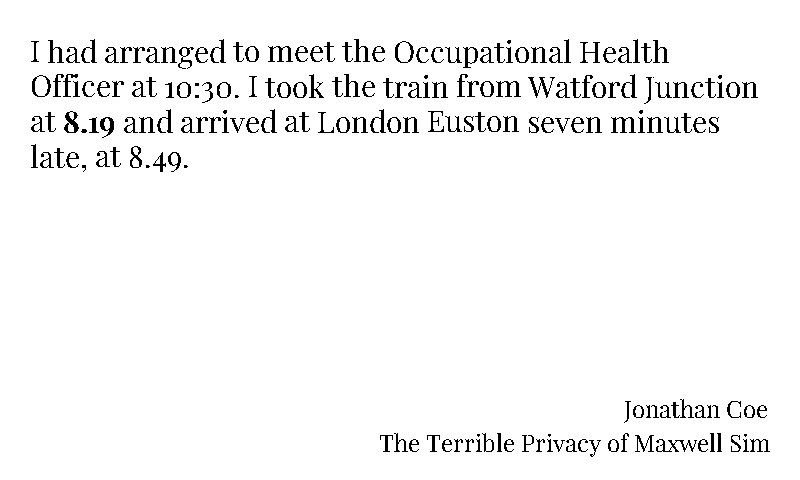 I had arranged to meet the Occupational Health
Officer at 10:30. I took the train from Watford Junction
at 8.19 and arrived at London Euston seven minutes
late, at 8.49.
Jonathan Coe
The Terrible Privacy of Maxwell Sim